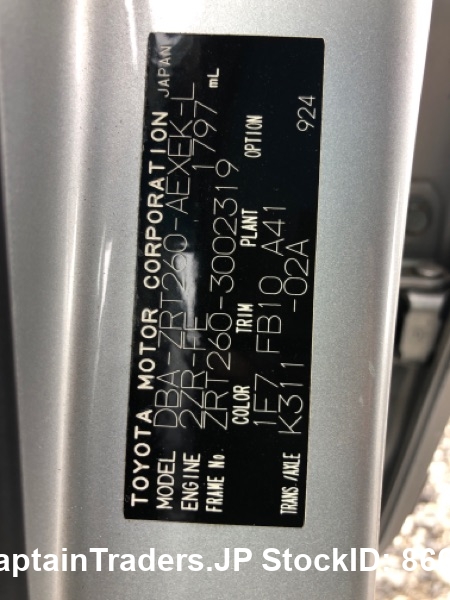 TOYOTA MOTOR CORPORATION JAPAN
MODEL DBA-ZRT260-AEXEK-L
ENGINE 2ZR-FE 1797 mL
FRAME No. ZRT260-3002319
COLOR TRIM PLANT OPTION
1F7 FB10 A41
TRANS/AXLE K311 -02A 924
aptainTraders.JP StockID: 86